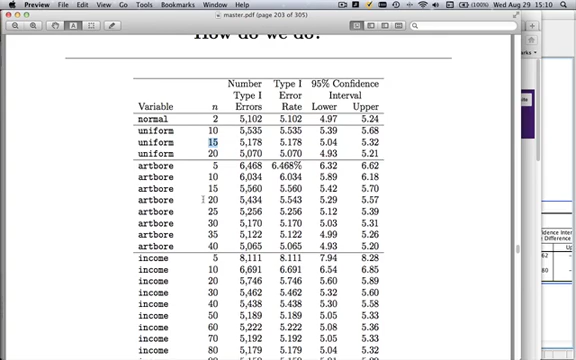 Preview File Edit View Go Tools Bookmarks Window Help (100%) Wed Aug 29 15:10
master.pdf (page 203 of 305)
How do we do?
Number Type I 95% Confidence
Type I Error Interval
Variable n Errors Rate Lower Upper
normal 2 5,102 5.102 4.97 5.24
uniform 10 5,535 5.535 5.39 5.68
uniform 15 5,178 5.178 5.04 5.32
uniform 20 5,070 5.070 4.93 5.21
artbore 5 6,468 6.468% 6.32 6.62
artbore 10 6,034 6.034 5.89 6.18
artbore 15 5,560 5.560 5.42 5.70
artbore 20 5,434 5.543 5.29 5.57
artbore 25 5,256 5.256 5.12 5.39
artbore 30 5,170 5.170 5.03 5.31
artbore 35 5,122 5.122 4.99 5.26
artbore 40 5,065 5.065 4.93 5.20
income 5 8,111 8.111 7.94 8.28
income 10 6,691 6.691 6.54 6.85
income 20 5,746 5.746 5.60 5.89
income 30 5,462 5.462 5.32 5.60
income 40 5,438 5.438 5.30 5.58
income 50 5,189 5.189 5.05 5.33
income 60 5,222 5.222 5.08 5.36
income 70 5,192 5.192 5.05 5.33
income 80 5,179 5.179 5.04 5.32